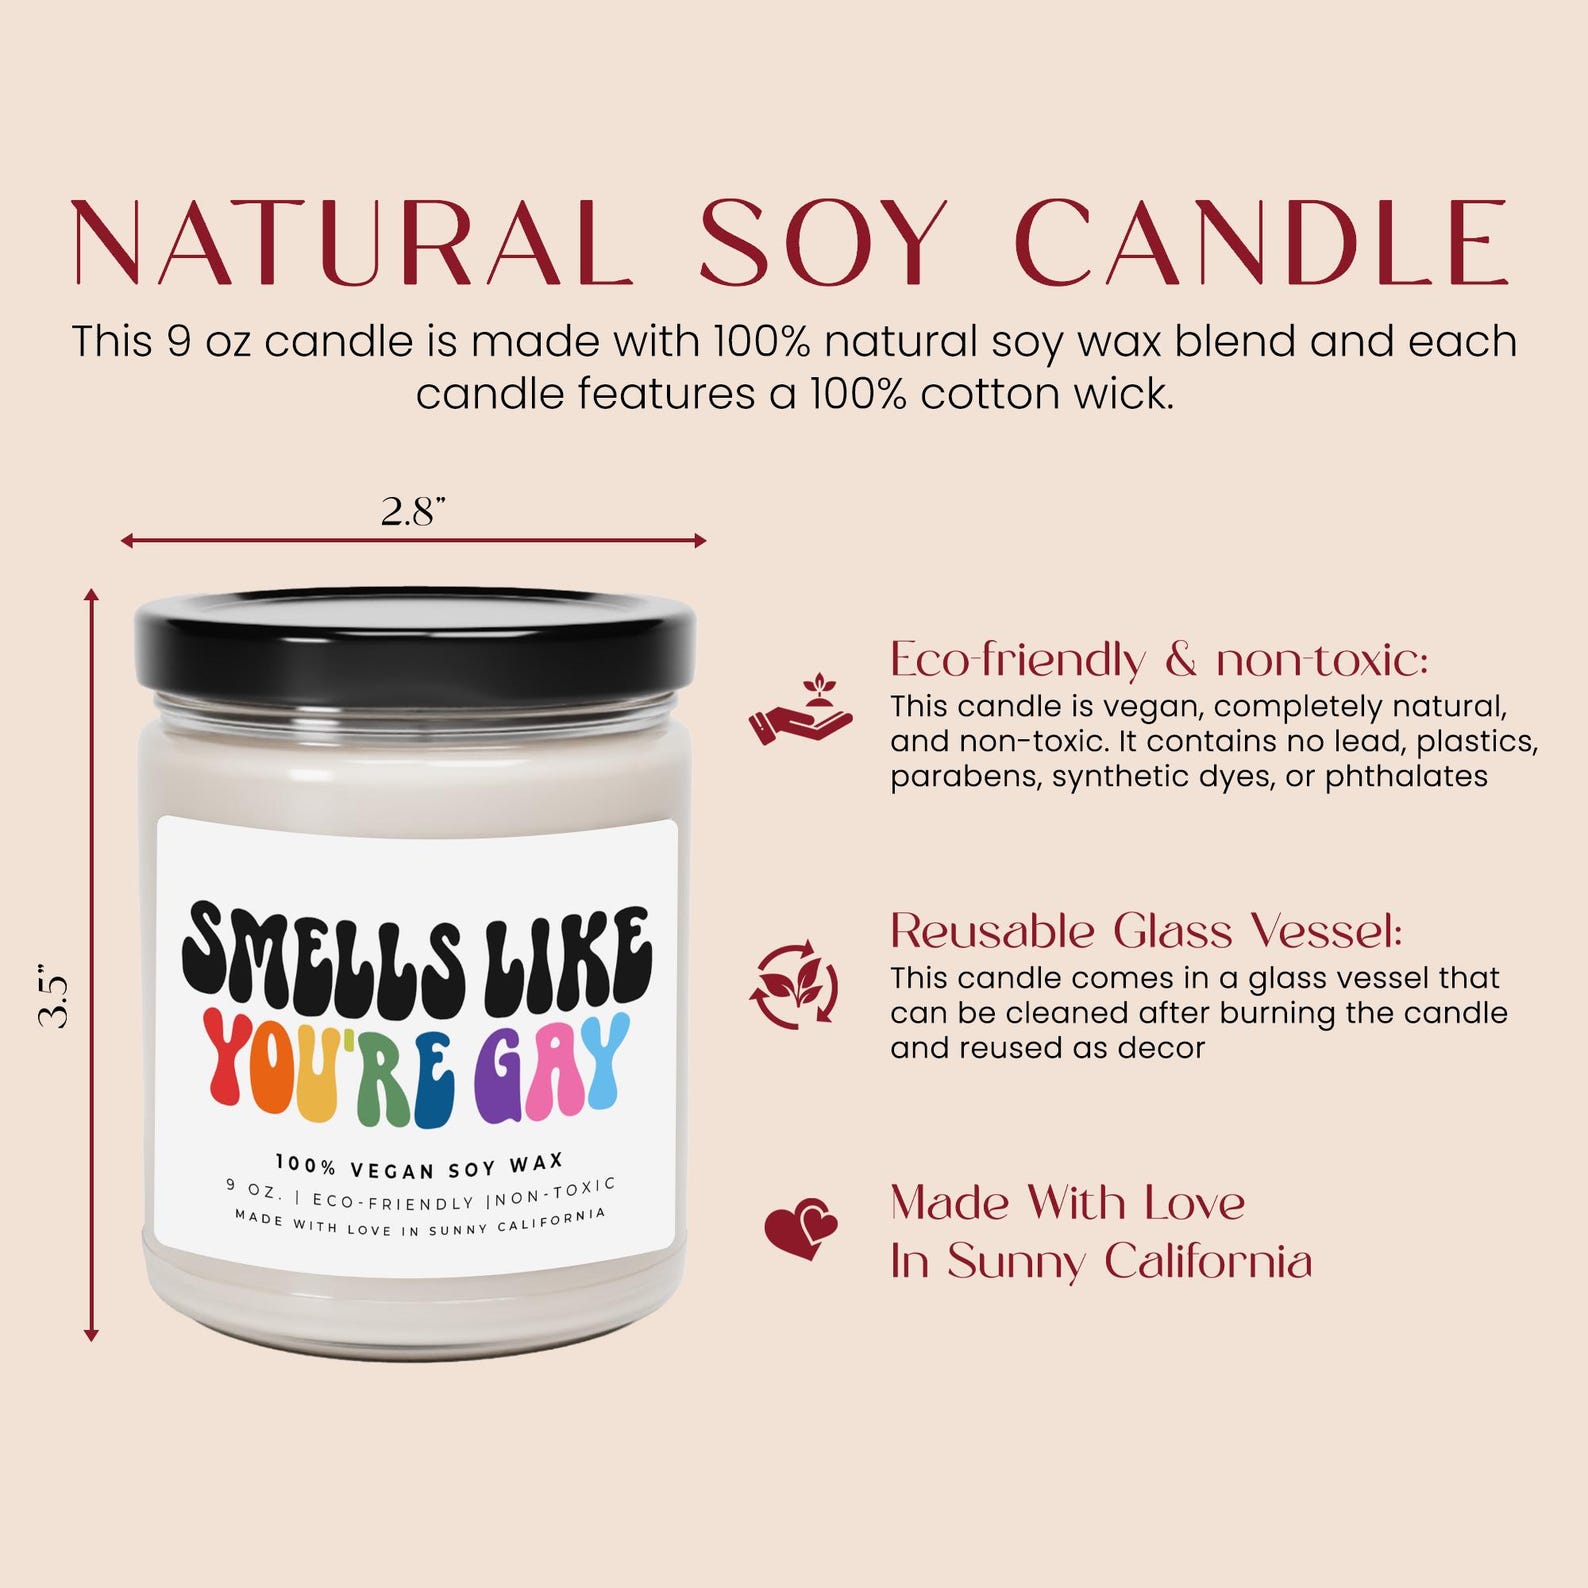 NATURAL SOY CANDLE
This 9 oz candle is made with 100% natural soy wax blend and each
candle features a 100% cotton wick.
2.8"
3.5"
SMELLS LIKE
YOU'RE GAY
100% VEGAN SOY WAX
9 OZ. | ECO-FRIENDLY |NON-TOXIC
MADE WITH LOVE IN SUNNY CALIFORNIA
Eco-friendly & non-toxic:
This candle is vegan, completely natural,
and non-toxic. It contains no lead, plastics,
parabens, synthetic dyes, or phthalates
Reusable Glass Vessel:
This candle comes in a glass vessel that
can be cleaned after burning the candle
and reused as decor
Made With Love
In Sunny California